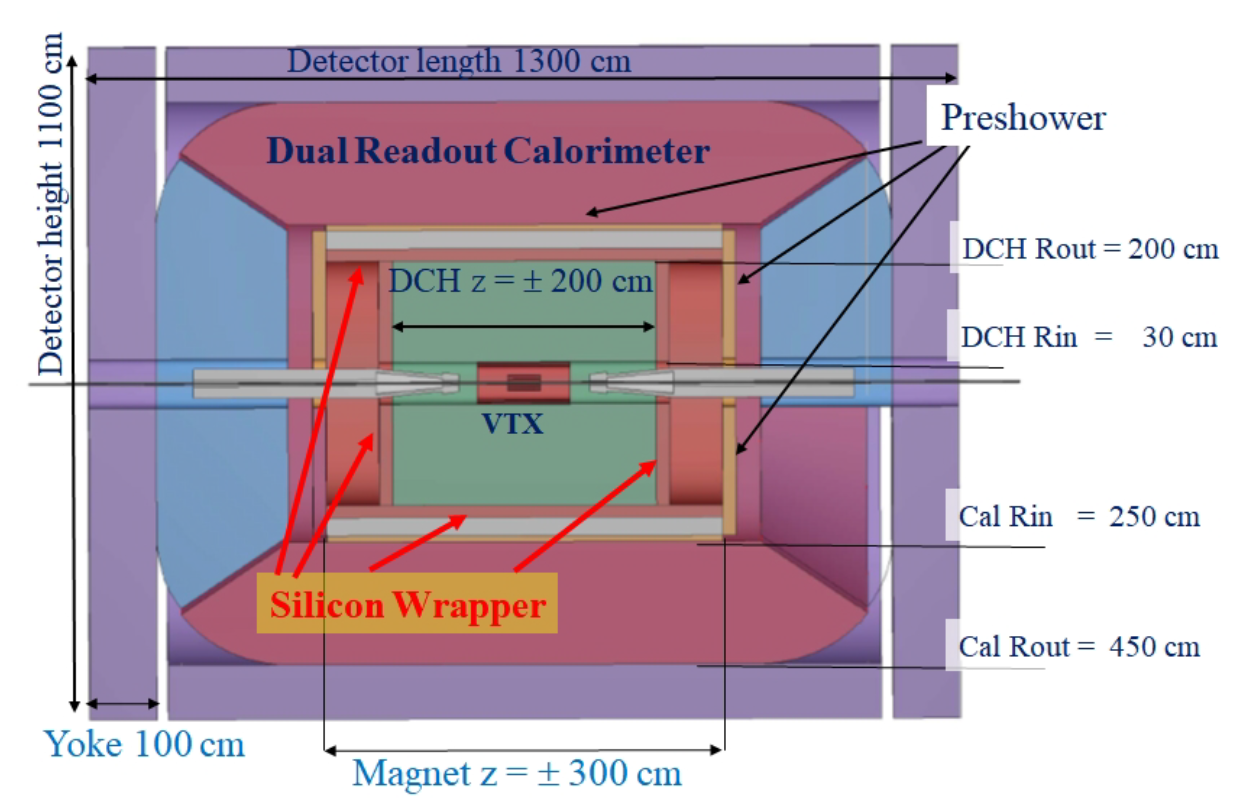 Detector length 1300 cm
Detector height 1100 cm
Preshower
Dual Readout Calorimeter
DCH Rout = 200 cm
DCH z = ± 200 cm
DCH Rin = 30 cm
VTX
Cal Rin = 250 cm
Silicon Wrapper
Cal Rout = 450 cm
Yoke 100 cm
Magnet z = ± 300 cm